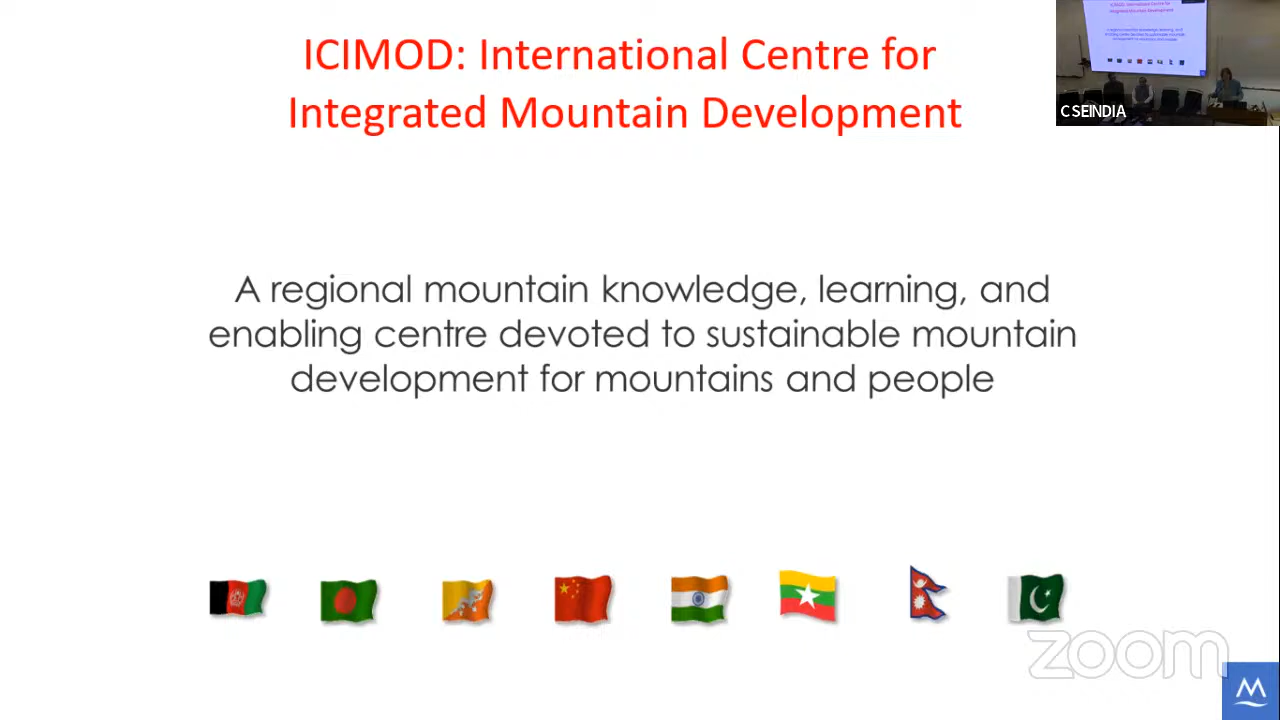 ICIMOD: International Centre for
Integrated Mountain Development
CSEINDIA
A regional mountain knowledge, learning, and
enabling centre devoted to sustainable mountain
development for mountains and people
zoom